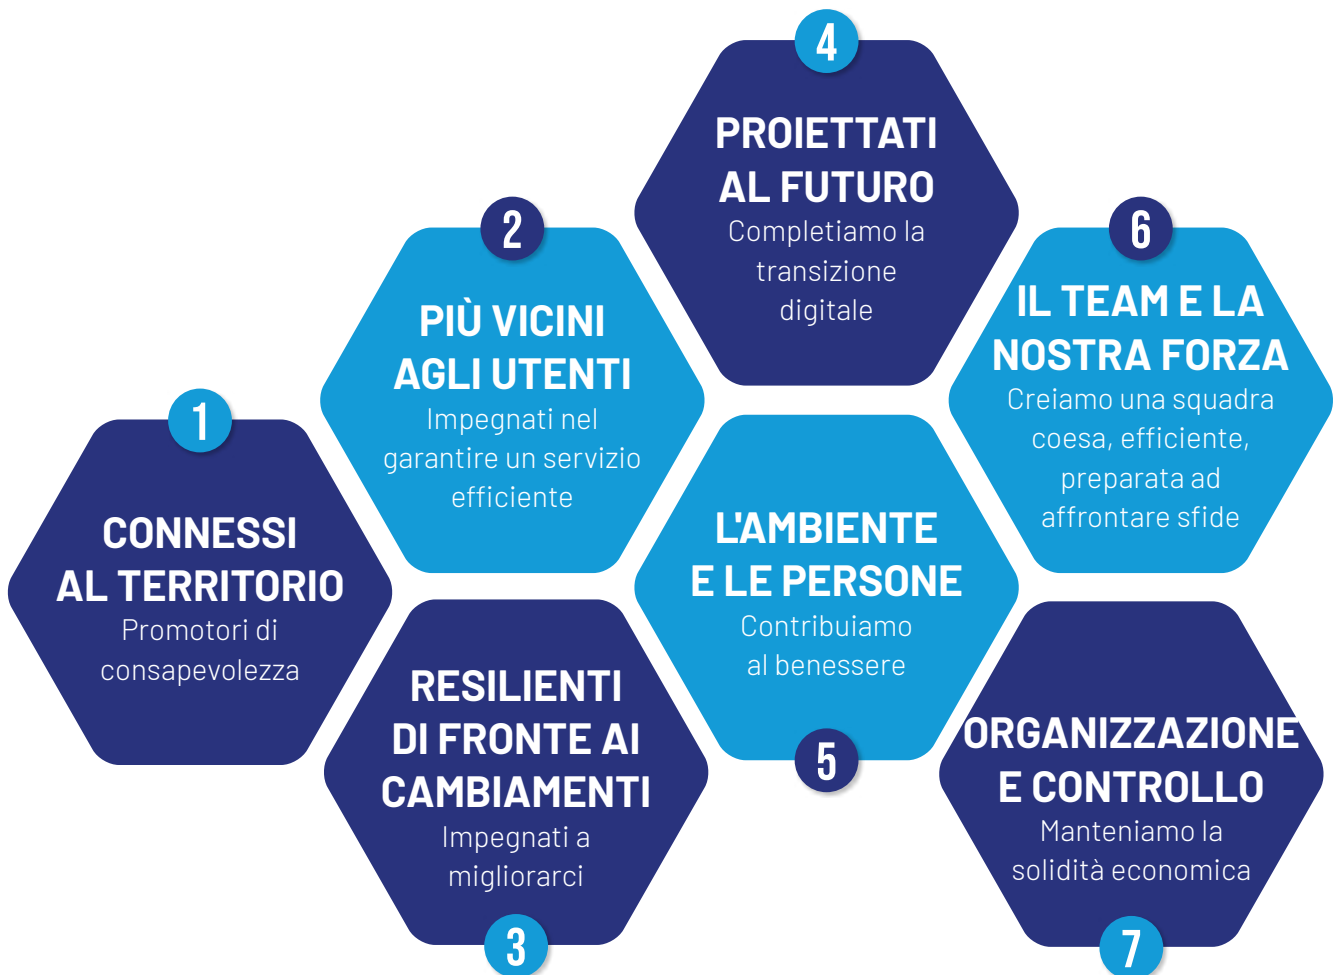 1
CONNESSI
AL TERRITORIO
Promotori di
consapevolezza
2
PIÙ VICINI
AGLI UTENTI
Impegnati nel
garantire un servizio
efficiente
RESILIENTI
DI FRONTE AI
CAMBIAMENTI
Impegnati a
migliorarci
3
4
PROIETTATI
AL FUTURO
Completiamo la
transizione
digitale
L'AMBIENTE
E LE PERSONE
Contribuiamo
al benessere
5
6
IL TEAM E LA
NOSTRA FORZA
Creiamo una squadra
coesa, efficiente,
preparata ad
affrontare sfide
ORGANIZZAZIONE
E CONTROLLO
Manteniamo la
solidità economica
7